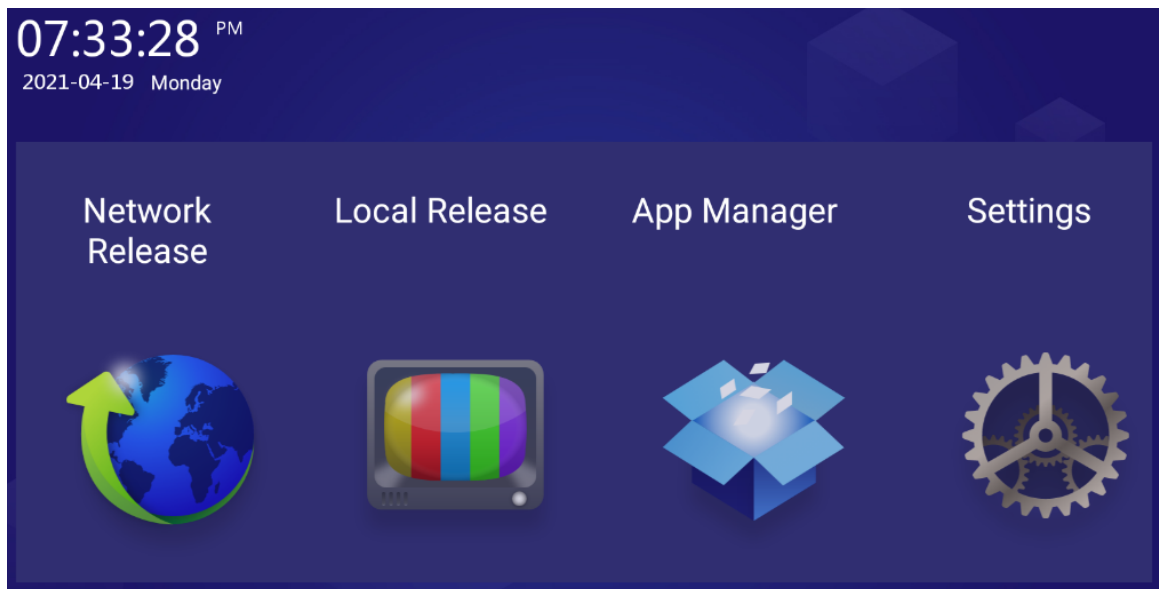 07:33:28 PM
2021-04-19 Monday
Network
Release
Local Release
App Manager
Settings